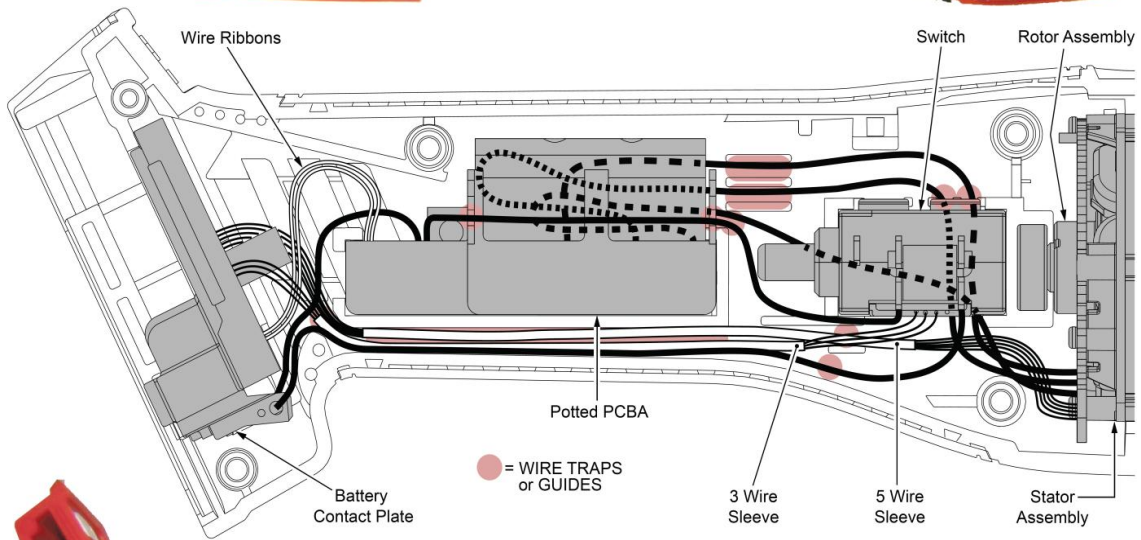 Wire Ribbons
Switch
Rotor Assembly
Potted PCBA
= WIRE TRAPS
or GUIDES
Battery
Contact Plate
3 Wire
Sleeve
5 Wire
Sleeve
Stator
Assembly